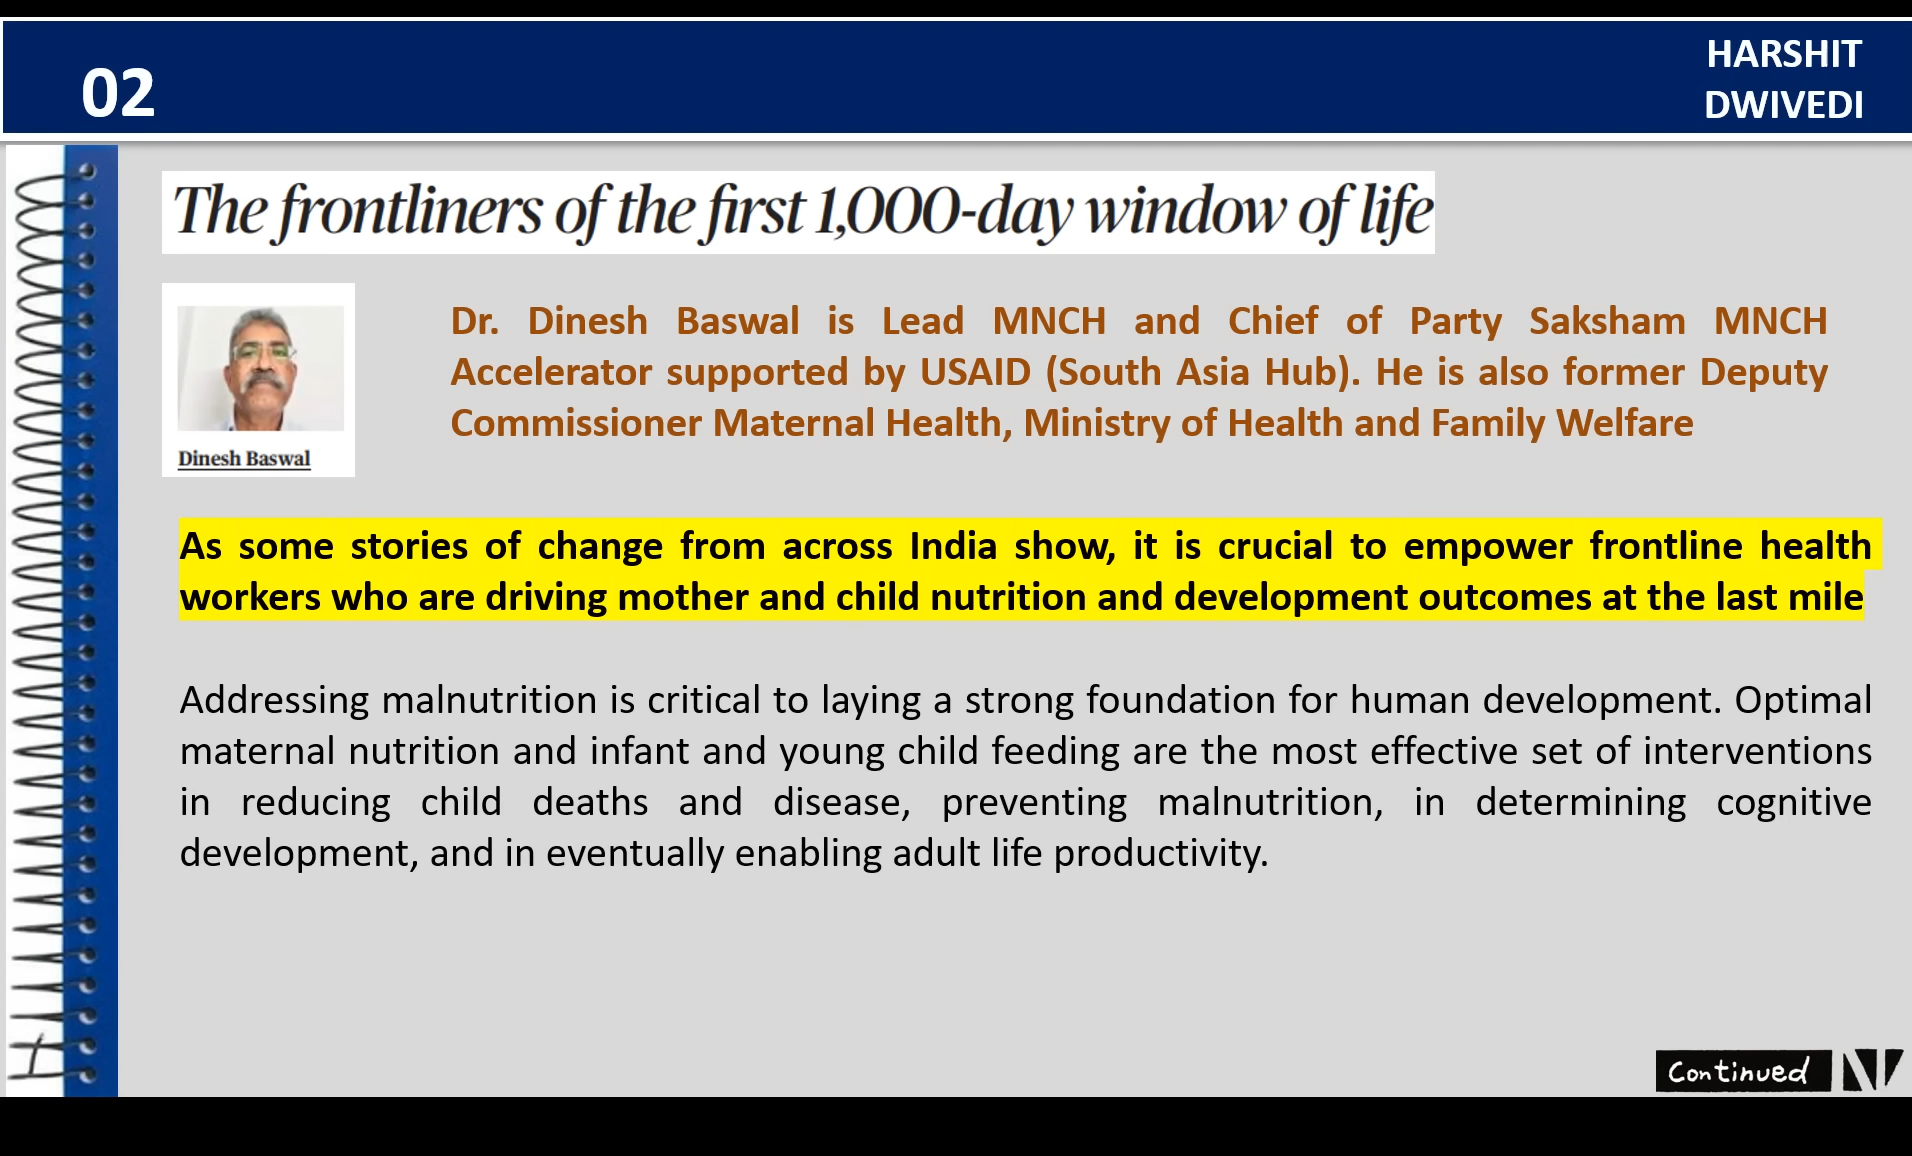 02
HARSHIT
DWIVEDI
The frontliners of the first 1,000-day window of life
Dinesh Baswal
Dr. Dinesh Baswal is Lead MNCH and Chief of Party Saksham MNCH
Accelerator supported by USAID (South Asia Hub). He is also former Deputy
Commissioner Maternal Health, Ministry of Health and Family Welfare
As some stories of change from across India show, it is crucial to empower frontline health
workers who are driving mother and child nutrition and development outcomes at the last mile
Addressing malnutrition is critical to laying a strong foundation for human development. Optimal
maternal nutrition and infant and young child feeding are the most effective set of interventions
in reducing child deaths and disease, preventing malnutrition, in determining cognitive
development, and in eventually enabling adult life productivity.
Continued